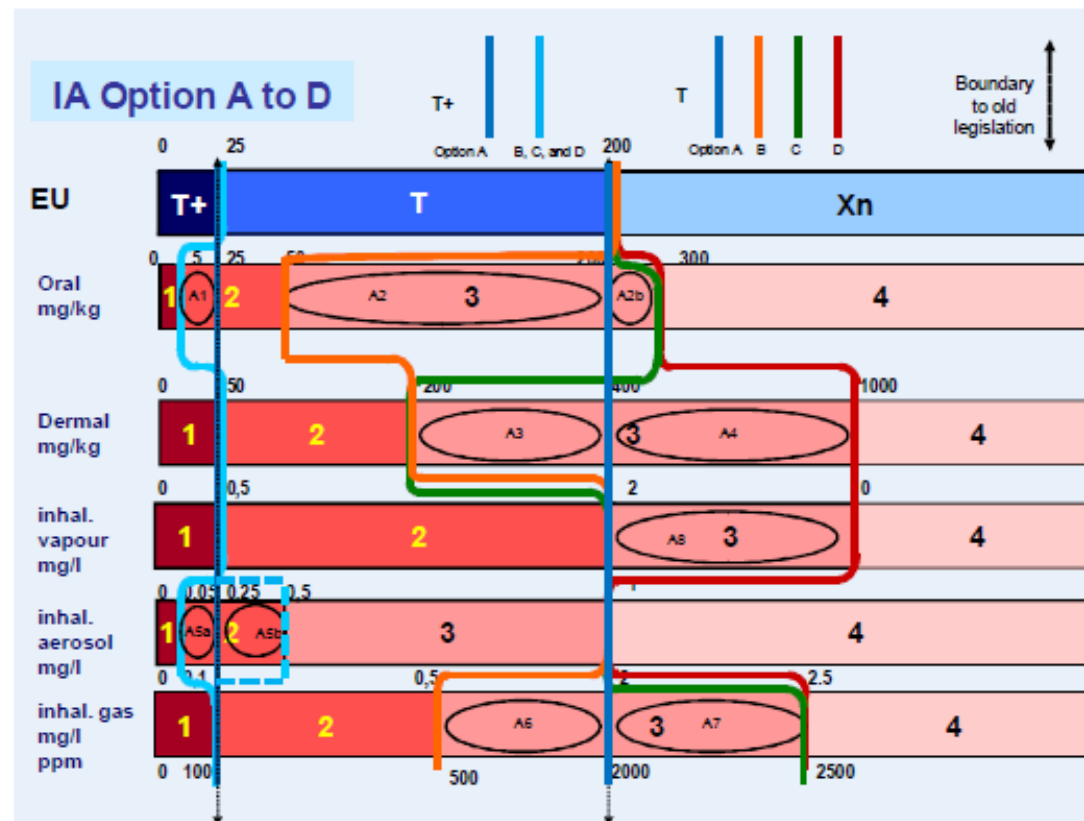 IA Option A to D
T+
T
Boundary
to old
legislation
Option A B, C, and D
Option A B C D
0 25 200
EU T+ T Xn
0 5 25 50 300
Oral
mg/kg
1 A1 2 A2 3 A2b 4
0 50 200 400 1000
Dermal
mg/kg
1 2 A3 3 A4 4
0 0,5 2 0
inhal.
vapour
mg/l
1 2 A8 3 4
0 0.05 0.25 0.5 1
inhal.
aerosol
mg/l
1 A5a 2 A5b 3 4
0 0.1 0,5 2 2.5
inhal. gas
mg/l
ppm
1 2 A6 3 A7 4
0 100 500 2000 2500